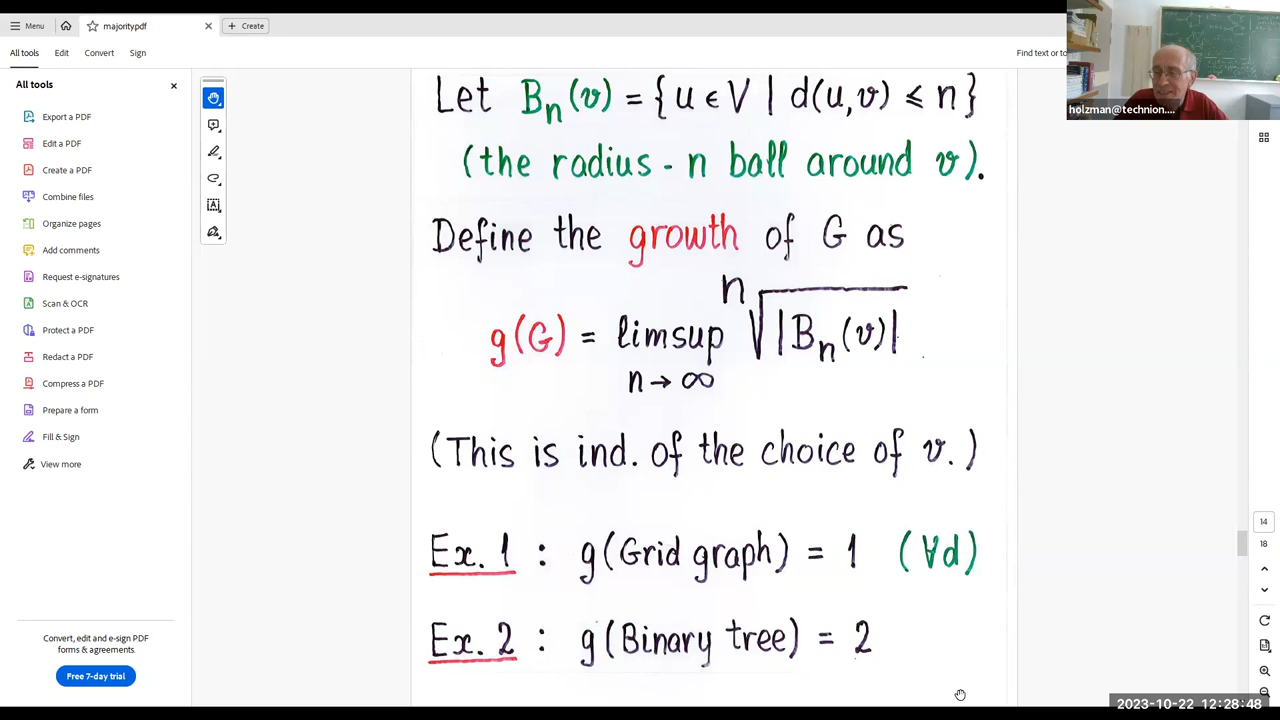 Menu
majoritypdf
Create
All tools
Edit
Convert
Sign
Find text or to
All tools
Export a PDF
Edit a PDF
Create a PDF
Combine files
Organize pages
Add comments
Request e-signatures
Scan & OCR
Protect a PDF
Redact a PDF
Compress a PDF
Prepare a form
Fill & Sign
View more
Convert, edit and e-sign PDF
forms & agreements.
Free 7-day trial
Let Bn(v) = {u ∈ V | d(u,v) ⩽ n}
(the radius - n ball around v).
Define the growth of G as
g(G) = limsup n→∞ ⁿ√|Bn(v)|
(This is ind. of the choice of v.)
Ex. 1 : g(Grid graph) = 1 (∀d)
Ex. 2 : g(Binary tree) = 2
holzman@technion....
14
18
2023-10-22 12:28:48